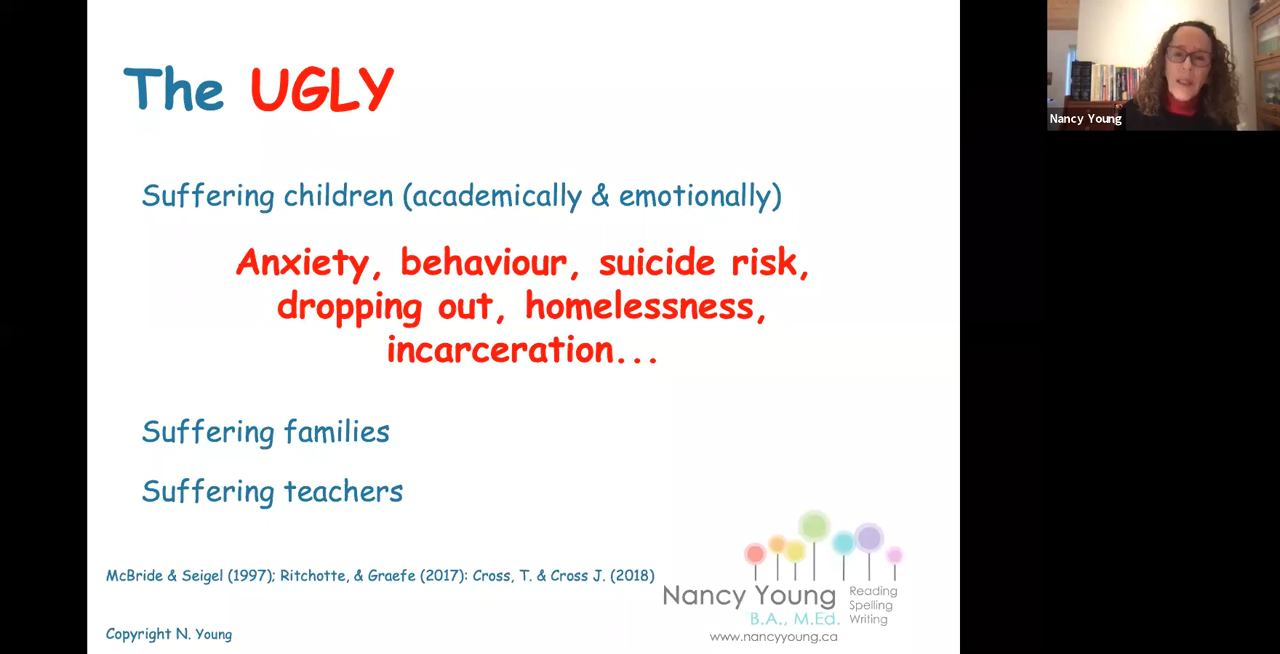 The UGLY
Suffering children (academically & emotionally)
Anxiety, behaviour, suicide risk,
dropping out, homelessness,
incarceration...
Suffering families
Suffering teachers
McBride & Seigel (1997); Ritchotte, & Graefe (2017): Cross, T. & Cross J. (2018)
Copyright N. Young
Nancy Young
B.A., M.Ed.
Reading
Spelling
Writing
www.nancyyoung.ca
Nancy Young